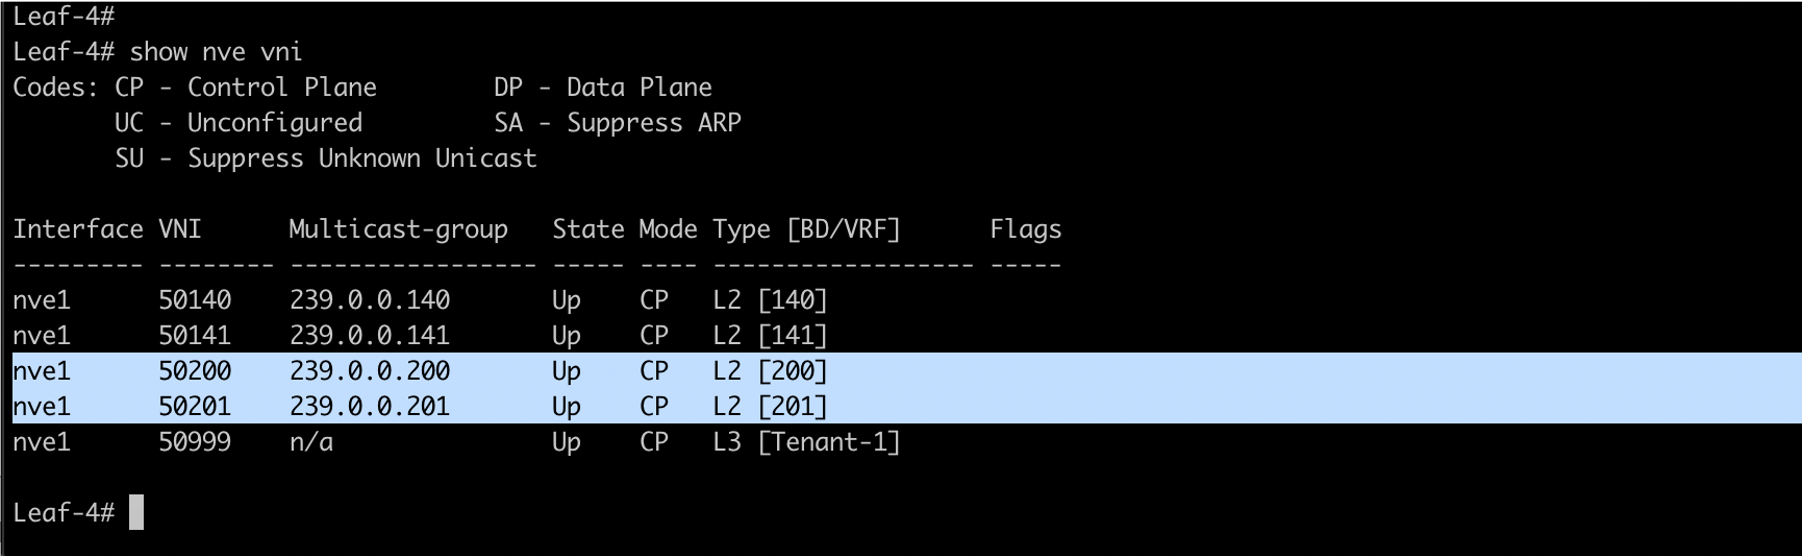 Leaf-4#
Leaf-4# show nve vni
Codes: CP - Control Plane        DP - Data Plane
       UC - Unconfigured         SA - Suppress ARP
       SU - Suppress Unknown Unicast

Interface VNI      Multicast-group   State Mode Type [BD/VRF]      Flags
--------- -------- ----------------- ----- ---- ------------------ -----
nve1      50140    239.0.0.140       Up    CP   L2 [140]
nve1      50141    239.0.0.141       Up    CP   L2 [141]
nve1      50200    239.0.0.200       Up    CP   L2 [200]
nve1      50201    239.0.0.201       Up    CP   L2 [201]
nve1      50999    n/a               Up    CP   L3 [Tenant-1]

Leaf-4#